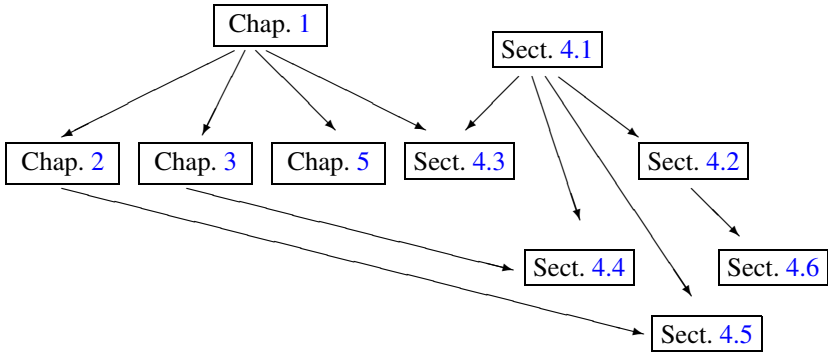 Chap. 1
Sect. 4.1
Chap. 2
Chap. 3
Chap. 5
Sect. 4.3
Sect. 4.2
Sect. 4.4
Sect. 4.6
Sect. 4.5